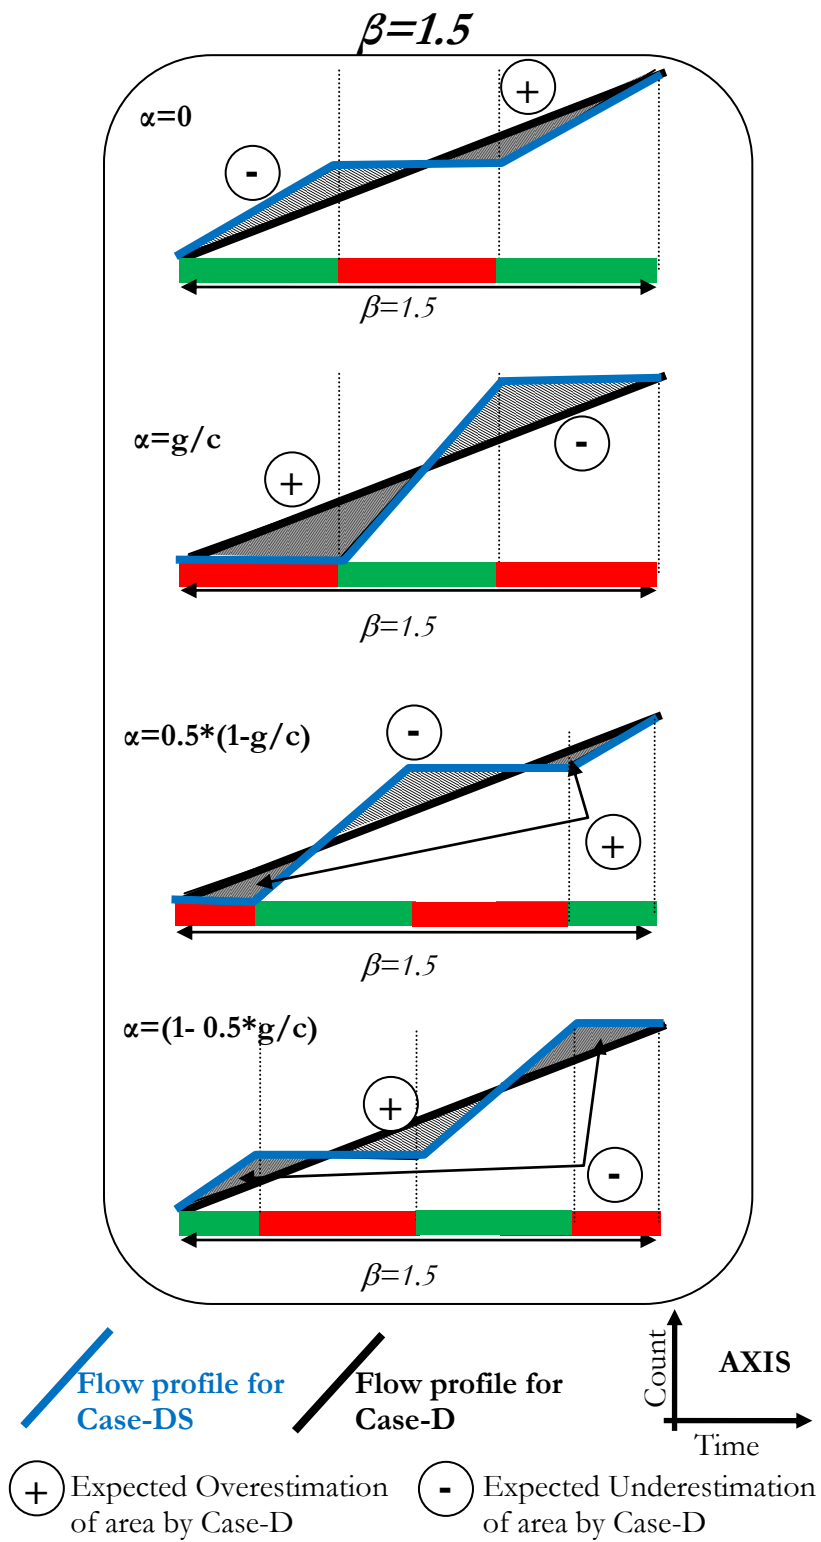 β=1.5
α=0
+
-
β=1.5
α=g/c
+
-
β=1.5
α=0.5*(1-g/c)
-
+
β=1.5
α=(1- 0.5*g/c)
+
-
β=1.5
Flow profile for
Case-DS
Flow profile for
Case-D
Count
AXIS
Time
+ Expected Overestimation
of area by Case-D
- Expected Underestimation
of area by Case-D